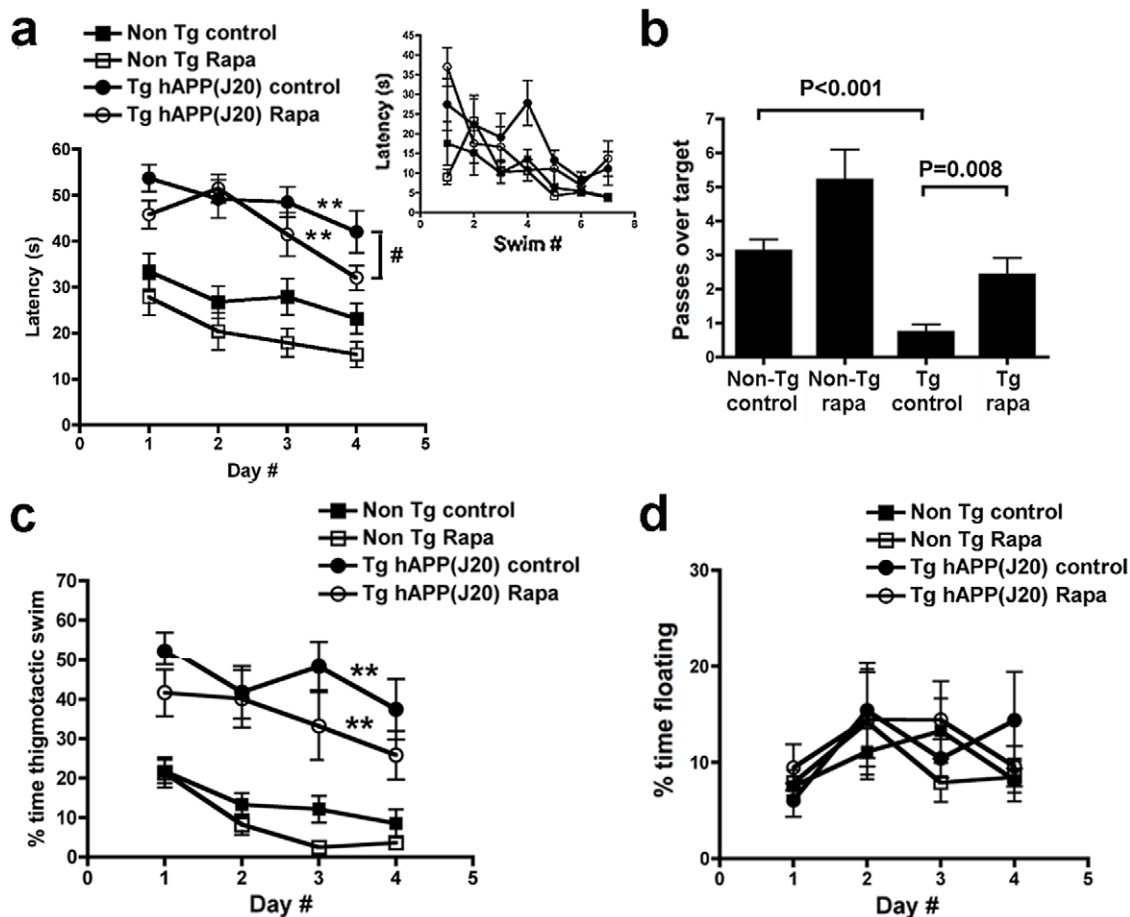 a
Non Tg control
Non Tg Rapa
Tg hAPP(J20) control
Tg hAPP(J20) Rapa
60
50
40
30
20
10
0
Latency (s)
**
**
#
0 1 2 3 4 5
Day #
45
40
35
30
25
20
15
10
5
0
Latency (s)
0 2 4 6 8
Swim #
b
P<0.001
P=0.008
7
6
5
4
3
2
1
0
Passes over target
Non-Tg control
Non-Tg rapa
Tg control
Tg rapa
c
Non Tg control
Non Tg Rapa
Tg hAPP(J20) control
Tg hAPP(J20) Rapa
70
60
50
40
30
20
10
0
% time thigmotactic swim
**
**
0 1 2 3 4 5
Day #
d
Non Tg control
Non Tg Rapa
Tg hAPP(J20) control
Tg hAPP(J20) Rapa
30
20
10
0
% time floating
0 1 2 3 4 5
Day #